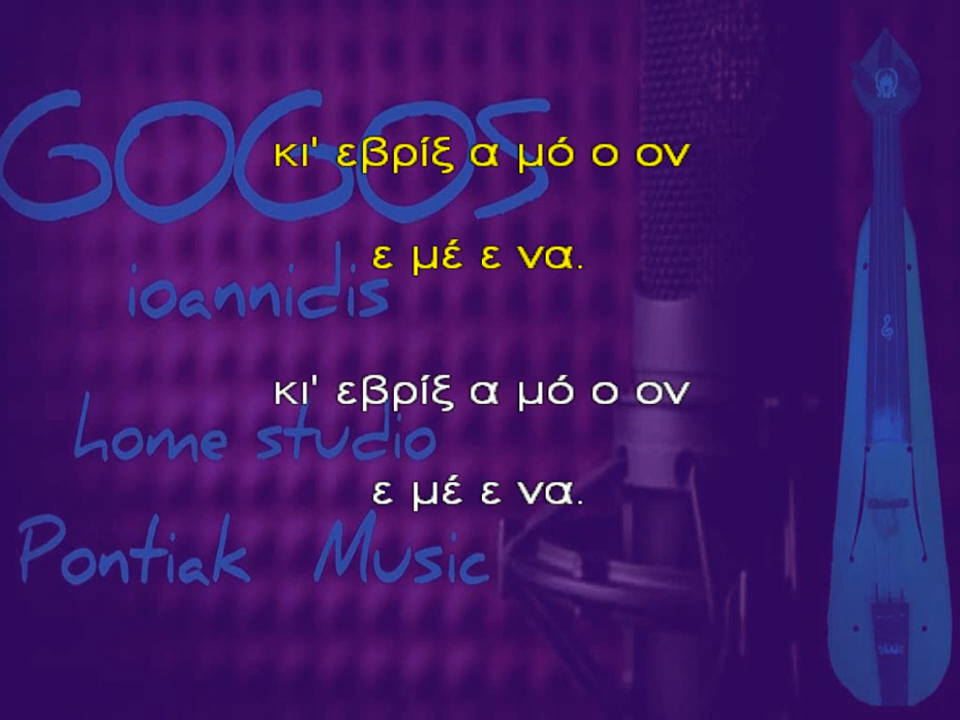 GOGOS
κι' εβρίξ α μό ο ον
ε μέ ε να.
ioannidis
κι' εβρίξ α μό ο ον
home studio
ε μέ ε να.
Pontiak Music